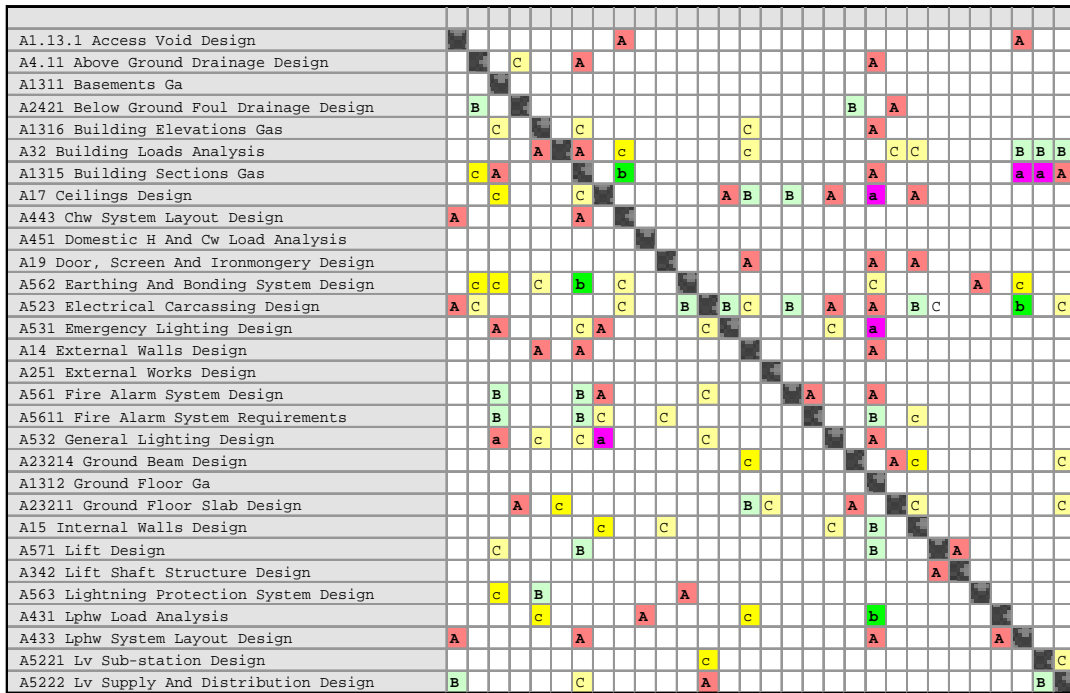 A1.13.1 Access Void Design A A
A4.11 Above Ground Drainage Design C A A
A1311 Basements Ga
A2421 Below Ground Foul Drainage Design B B A
A1316 Building Elevations Gas C C C A
A32 Building Loads Analysis A A c c C C B B B
A1315 Building Sections Gas c A b A a a A
A17 Ceilings Design c C A B B A a A
A443 Chw System Layout Design A A
A451 Domestic H And Cw Load Analysis
A19 Door, Screen And Ironmongery Design A A A
A562 Earthing And Bonding System Design c c C b C C A c
A523 Electrical Carcassing Design A C C B B C B A A B C b C
A531 Emergency Lighting Design A C A C C a
A14 External Walls Design A A A
A251 External Works Design
A561 Fire Alarm System Design B B A C A A
A5611 Fire Alarm System Requirements B B C C B c
A532 General Lighting Design a c C a C A
A23214 Ground Beam Design c A c C
A1312 Ground Floor Ga
A23211 Ground Floor Slab Design A c B C A C C
A15 Internal Walls Design c C C B
A571 Lift Design C B B A
A342 Lift Shaft Structure Design A
A563 Lightning Protection System Design c B A
A431 Lphw Load Analysis c A c b
A433 Lphw System Layout Design A A A A
A5221 Lv Sub-station Design c C
A5222 Lv Supply And Distribution Design B C A B